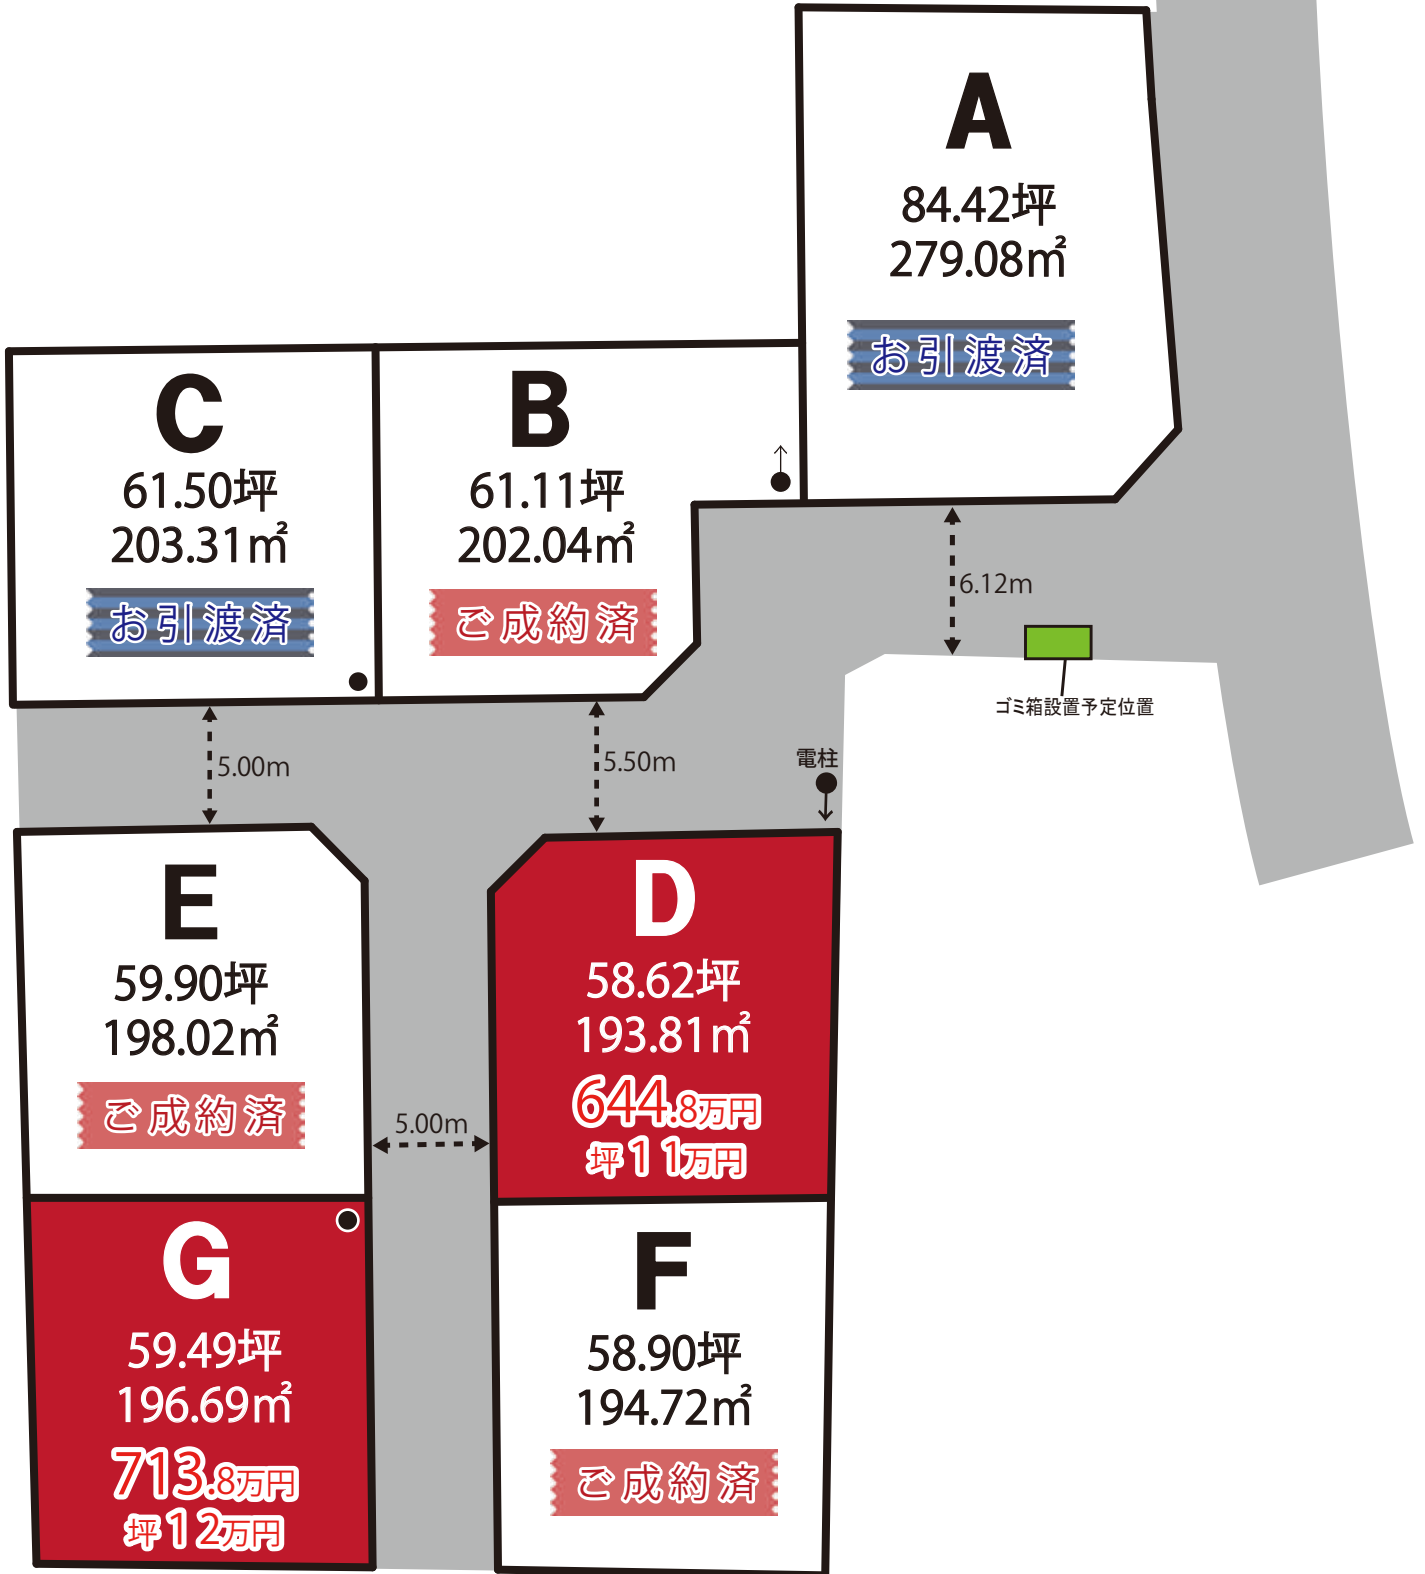 A
84.42坪
279.08㎡
お引渡済
C
61.50坪
203.31㎡
お引渡済
B
61.11坪
202.04㎡
ご成約済
6.12m
ゴミ箱設置予定位置
5.00m
5.50m
電柱
E
59.90坪
198.02㎡
ご成約済
D
58.62坪
193.81㎡
644.8万円
坪11万円
5.00m
G
59.49坪
196.69㎡
713.8万円
坪12万円
F
58.90坪
194.72㎡
ご成約済